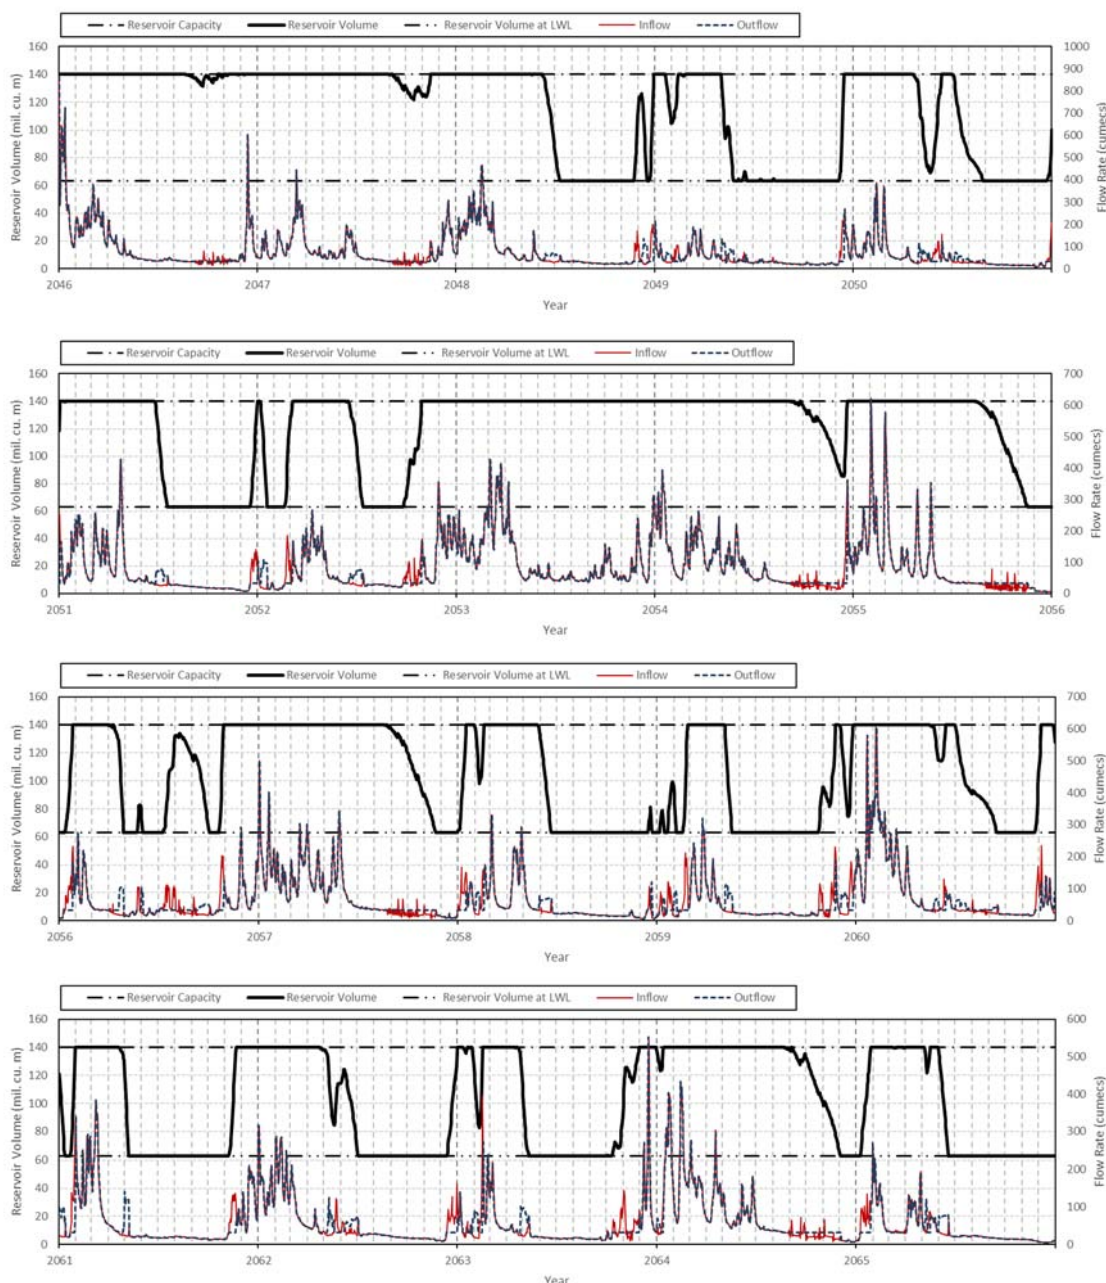 Reservoir Capacity Reservoir Volume Reservoir Volume at LWL Inflow Outflow
160 1000
140 900
120 800
100 700
80 600
60 500
40 400
20 300
0 200
100
0
Reservoir Volume (mil. cu. m)
Flow Rate (cumecs)
2046 2047 2048 2049 2050
Year
Reservoir Capacity Reservoir Volume Reservoir Volume at LWL Inflow Outflow
160 700
140 600
120 500
100 400
80 300
60 200
40 100
20 0
0
Reservoir Volume (mil. cu. m)
Flow Rate (cumecs)
2051 2052 2053 2054 2055 2056
Year
Reservoir Capacity Reservoir Volume Reservoir Volume at LWL Inflow Outflow
160 700
140 600
120 500
100 400
80 300
60 200
40 100
20 0
0
Reservoir Volume (mil. cu. m)
Flow Rate (cumecs)
2056 2057 2058 2059 2060
Year
Reservoir Capacity Reservoir Volume Reservoir Volume at LWL Inflow Outflow
160 600
140 500
120 400
100 300
80 200
60 100
40 0
20
0
Reservoir Volume (mil. cu. m)
Flow Rate (cumecs)
2061 2062 2063 2064 2065
Year